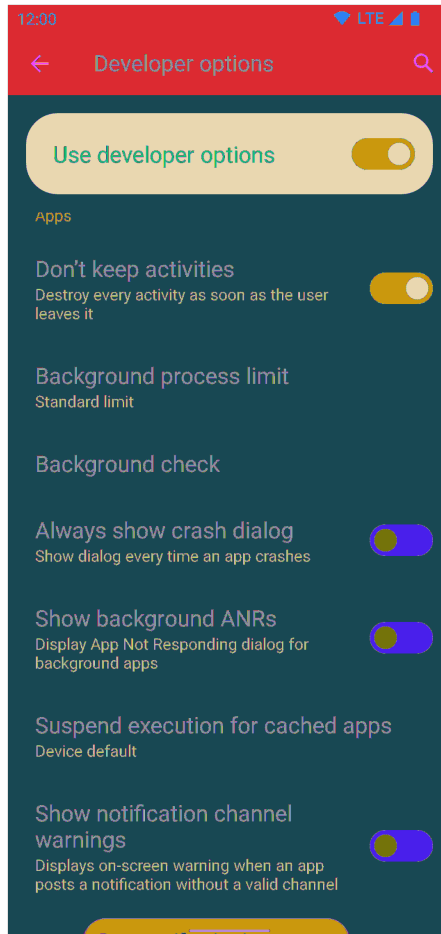 12:00
LTE
Developer options
Use developer options
Apps
Don't keep activities
Destroy every activity as soon as the user
leaves it
Background process limit
Standard limit
Background check
Always show crash dialog
Show dialog every time an app crashes
Show background ANRs
Display App Not Responding dialog for
background apps
Suspend execution for cached apps
Device default
Show notification channel
warnings
Displays on-screen warning when an app
posts a notification without a valid channel